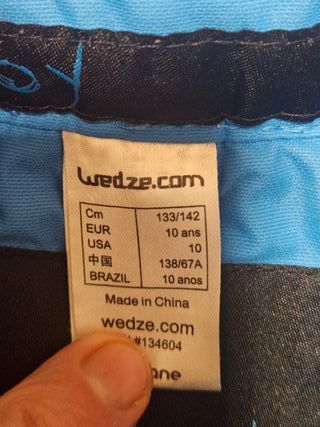 wedze.com
Cm 133/142
EUR 10 ans
USA 10
中国 138/67A
BRAZIL 10 anos
Made in China
wedze.com
#134604